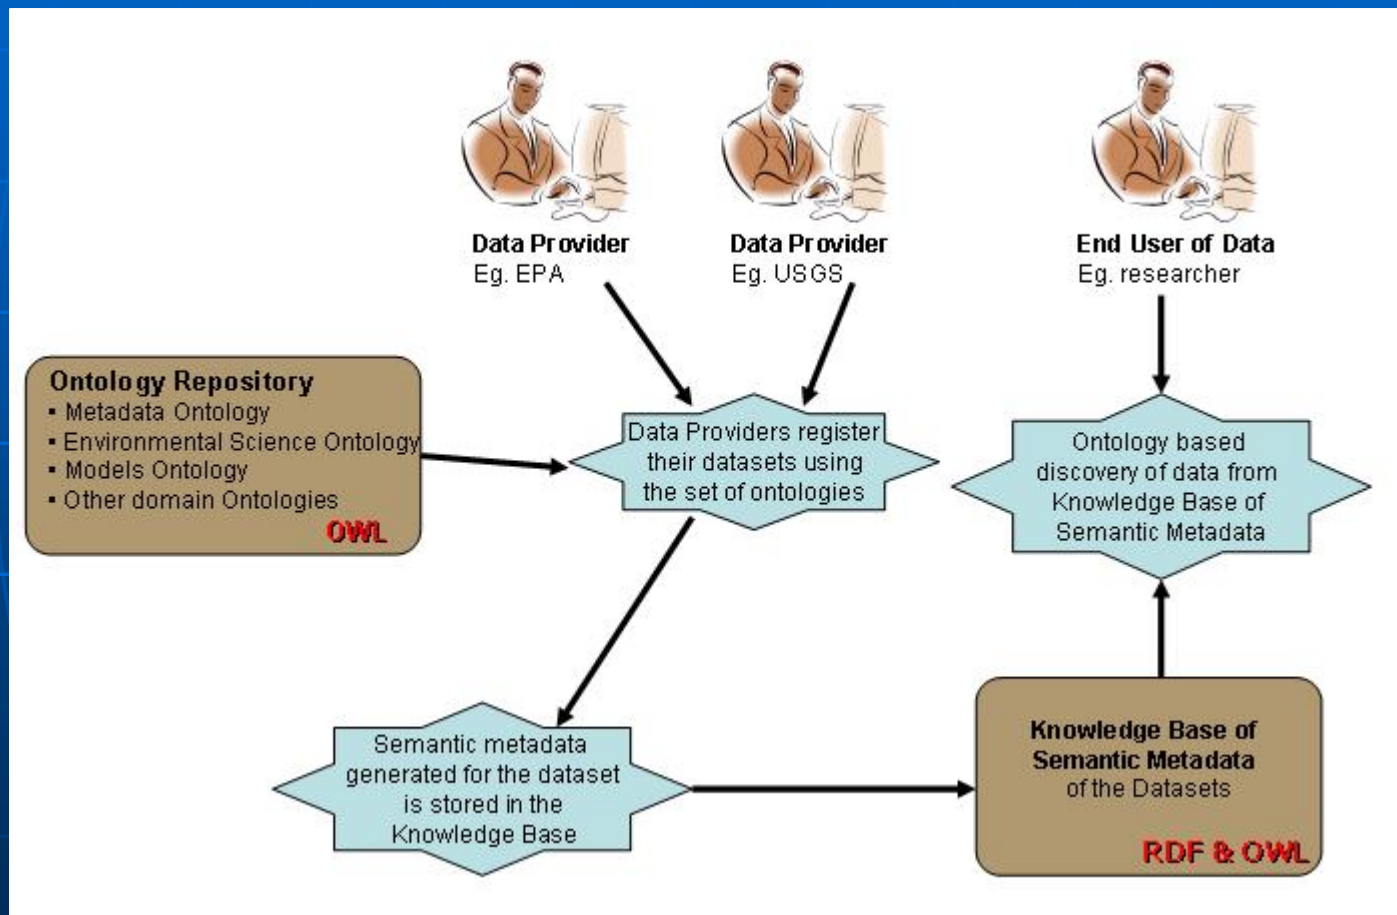 Data Provider
Eg. EPA
Data Provider
Eg. USGS
End User of Data
Eg. researcher
Ontology Repository
▪ Metadata Ontology
▪ Environmental Science Ontology
▪ Models Ontology
▪ Other domain Ontologies
OWL
Data Providers register
their datasets using
the set of ontologies
Ontology based
discovery of data from
Knowledge Base of
Semantic Metadata
Semantic metadata
generated for the dataset
is stored in the
Knowledge Base
Knowledge Base of
Semantic Metadata
of the Datasets
RDF & OWL